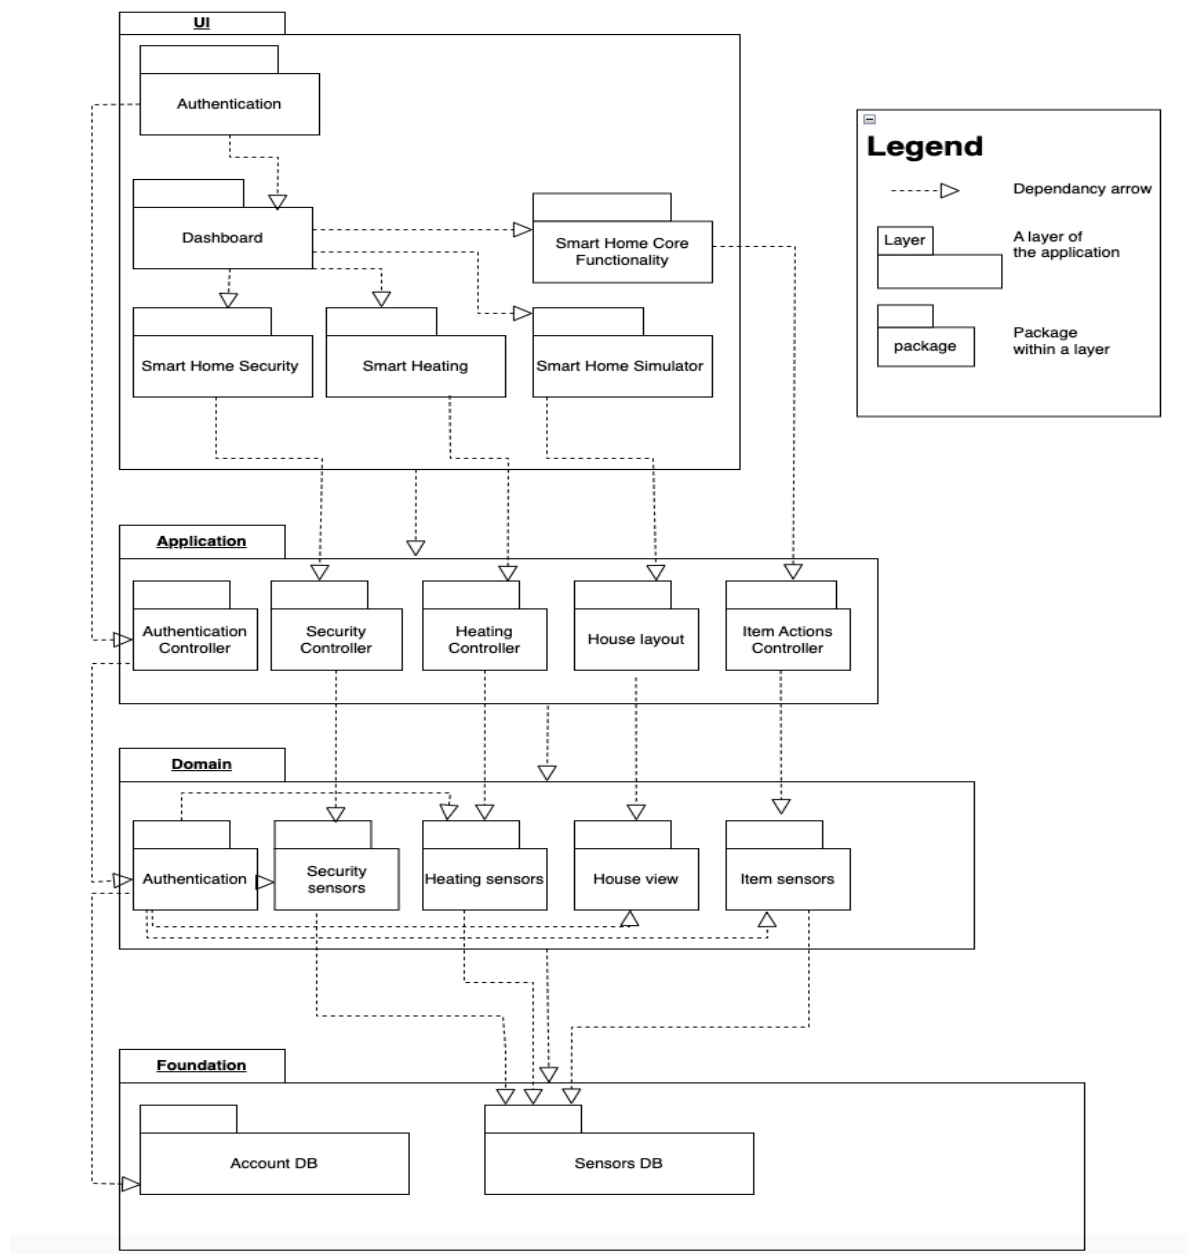 UI
Authentication
Legend
Dependancy arrow
Dashboard
Smart Home Core
Functionality
Layer
A layer of
the application
package
Package
within a layer
Smart Home Security
Smart Heating
Smart Home Simulator
Application
Authentication
Controller
Security
Controller
Heating
Controller
House layout
Item Actions
Controller
Domain
Authentication
Security
sensors
Heating sensors
House view
Item sensors
Foundation
Account DB
Sensors DB